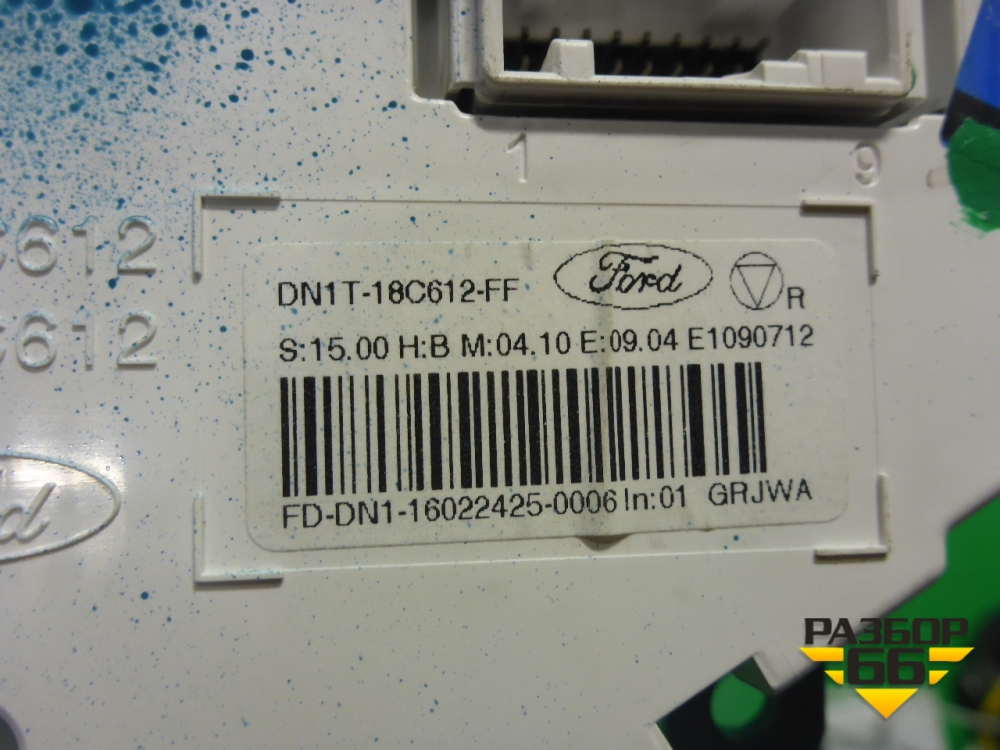 1 9
C612
C612
DN1T-18C612-FF Ford R
S:15.00 H:B M:04.10 E:09.04 E1090712
FD-DN1-16022425-0006 In:01 GRJWA
РАЗБОР
66